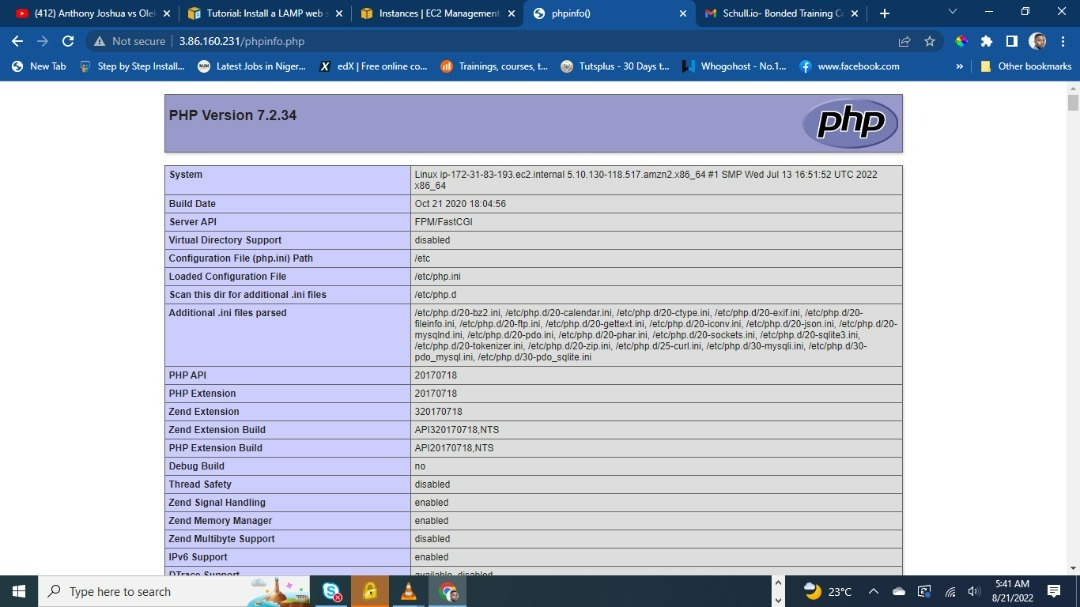 (412) Anthony Joshua vs Ole
Tutorial: Install a LAMP web s
Instances | EC2 Management
phpinfo()
Schull.io- Bonded Training C
Not secure | 3.86.160.231/phpinfo.php
New Tab
Step by Step Install...
Latest Jobs in Niger...
edX | Free online co...
Trainings, courses, t...
Tutsplus - 30 Days t...
Whogohost - No.1...
www.facebook.com
»
Other bookmarks
PHP Version 7.2.34
php
System
Linux ip-172-31-83-193.ec2.internal 5.10.130-118.517.amzn2.x86_64 #1 SMP Wed Jul 13 16:51:52 UTC 2022
x86_64
Build Date
Oct 21 2020 18:04:56
Server API
FPM/FastCGI
Virtual Directory Support
disabled
Configuration File (php.ini) Path
/etc
Loaded Configuration File
/etc/php.ini
Scan this dir for additional .ini files
/etc/php.d
Additional .ini files parsed
/etc/php.d/20-bz2.ini, /etc/php.d/20-calendar.ini, /etc/php.d/20-ctype.ini, /etc/php.d/20-exif.ini, /etc/php.d/20-
fileinfo.ini, /etc/php.d/20-ftp.ini, /etc/php.d/20-gettext.ini, /etc/php.d/20-iconv.ini, /etc/php.d/20-json.ini, /etc/php.d/20-
mysqlnd.ini, /etc/php.d/20-pdo.ini, /etc/php.d/20-phar.ini, /etc/php.d/20-sockets.ini, /etc/php.d/20-sqlite3.ini,
/etc/php.d/20-tokenizer.ini, /etc/php.d/20-zip.ini, /etc/php.d/25-curl.ini, /etc/php.d/30-mysqli.ini, /etc/php.d/30-
pdo_mysql.ini, /etc/php.d/30-pdo_sqlite.ini
PHP API
20170718
PHP Extension
20170718
Zend Extension
320170718
Zend Extension Build
API320170718,NTS
PHP Extension Build
API20170718,NTS
Debug Build
no
Thread Safety
disabled
Zend Signal Handling
enabled
Zend Memory Manager
enabled
Zend Multibyte Support
disabled
IPv6 Support
enabled
DTrace Support
available, disabled
Type here to search
23°C
5:41 AM
8/21/2022